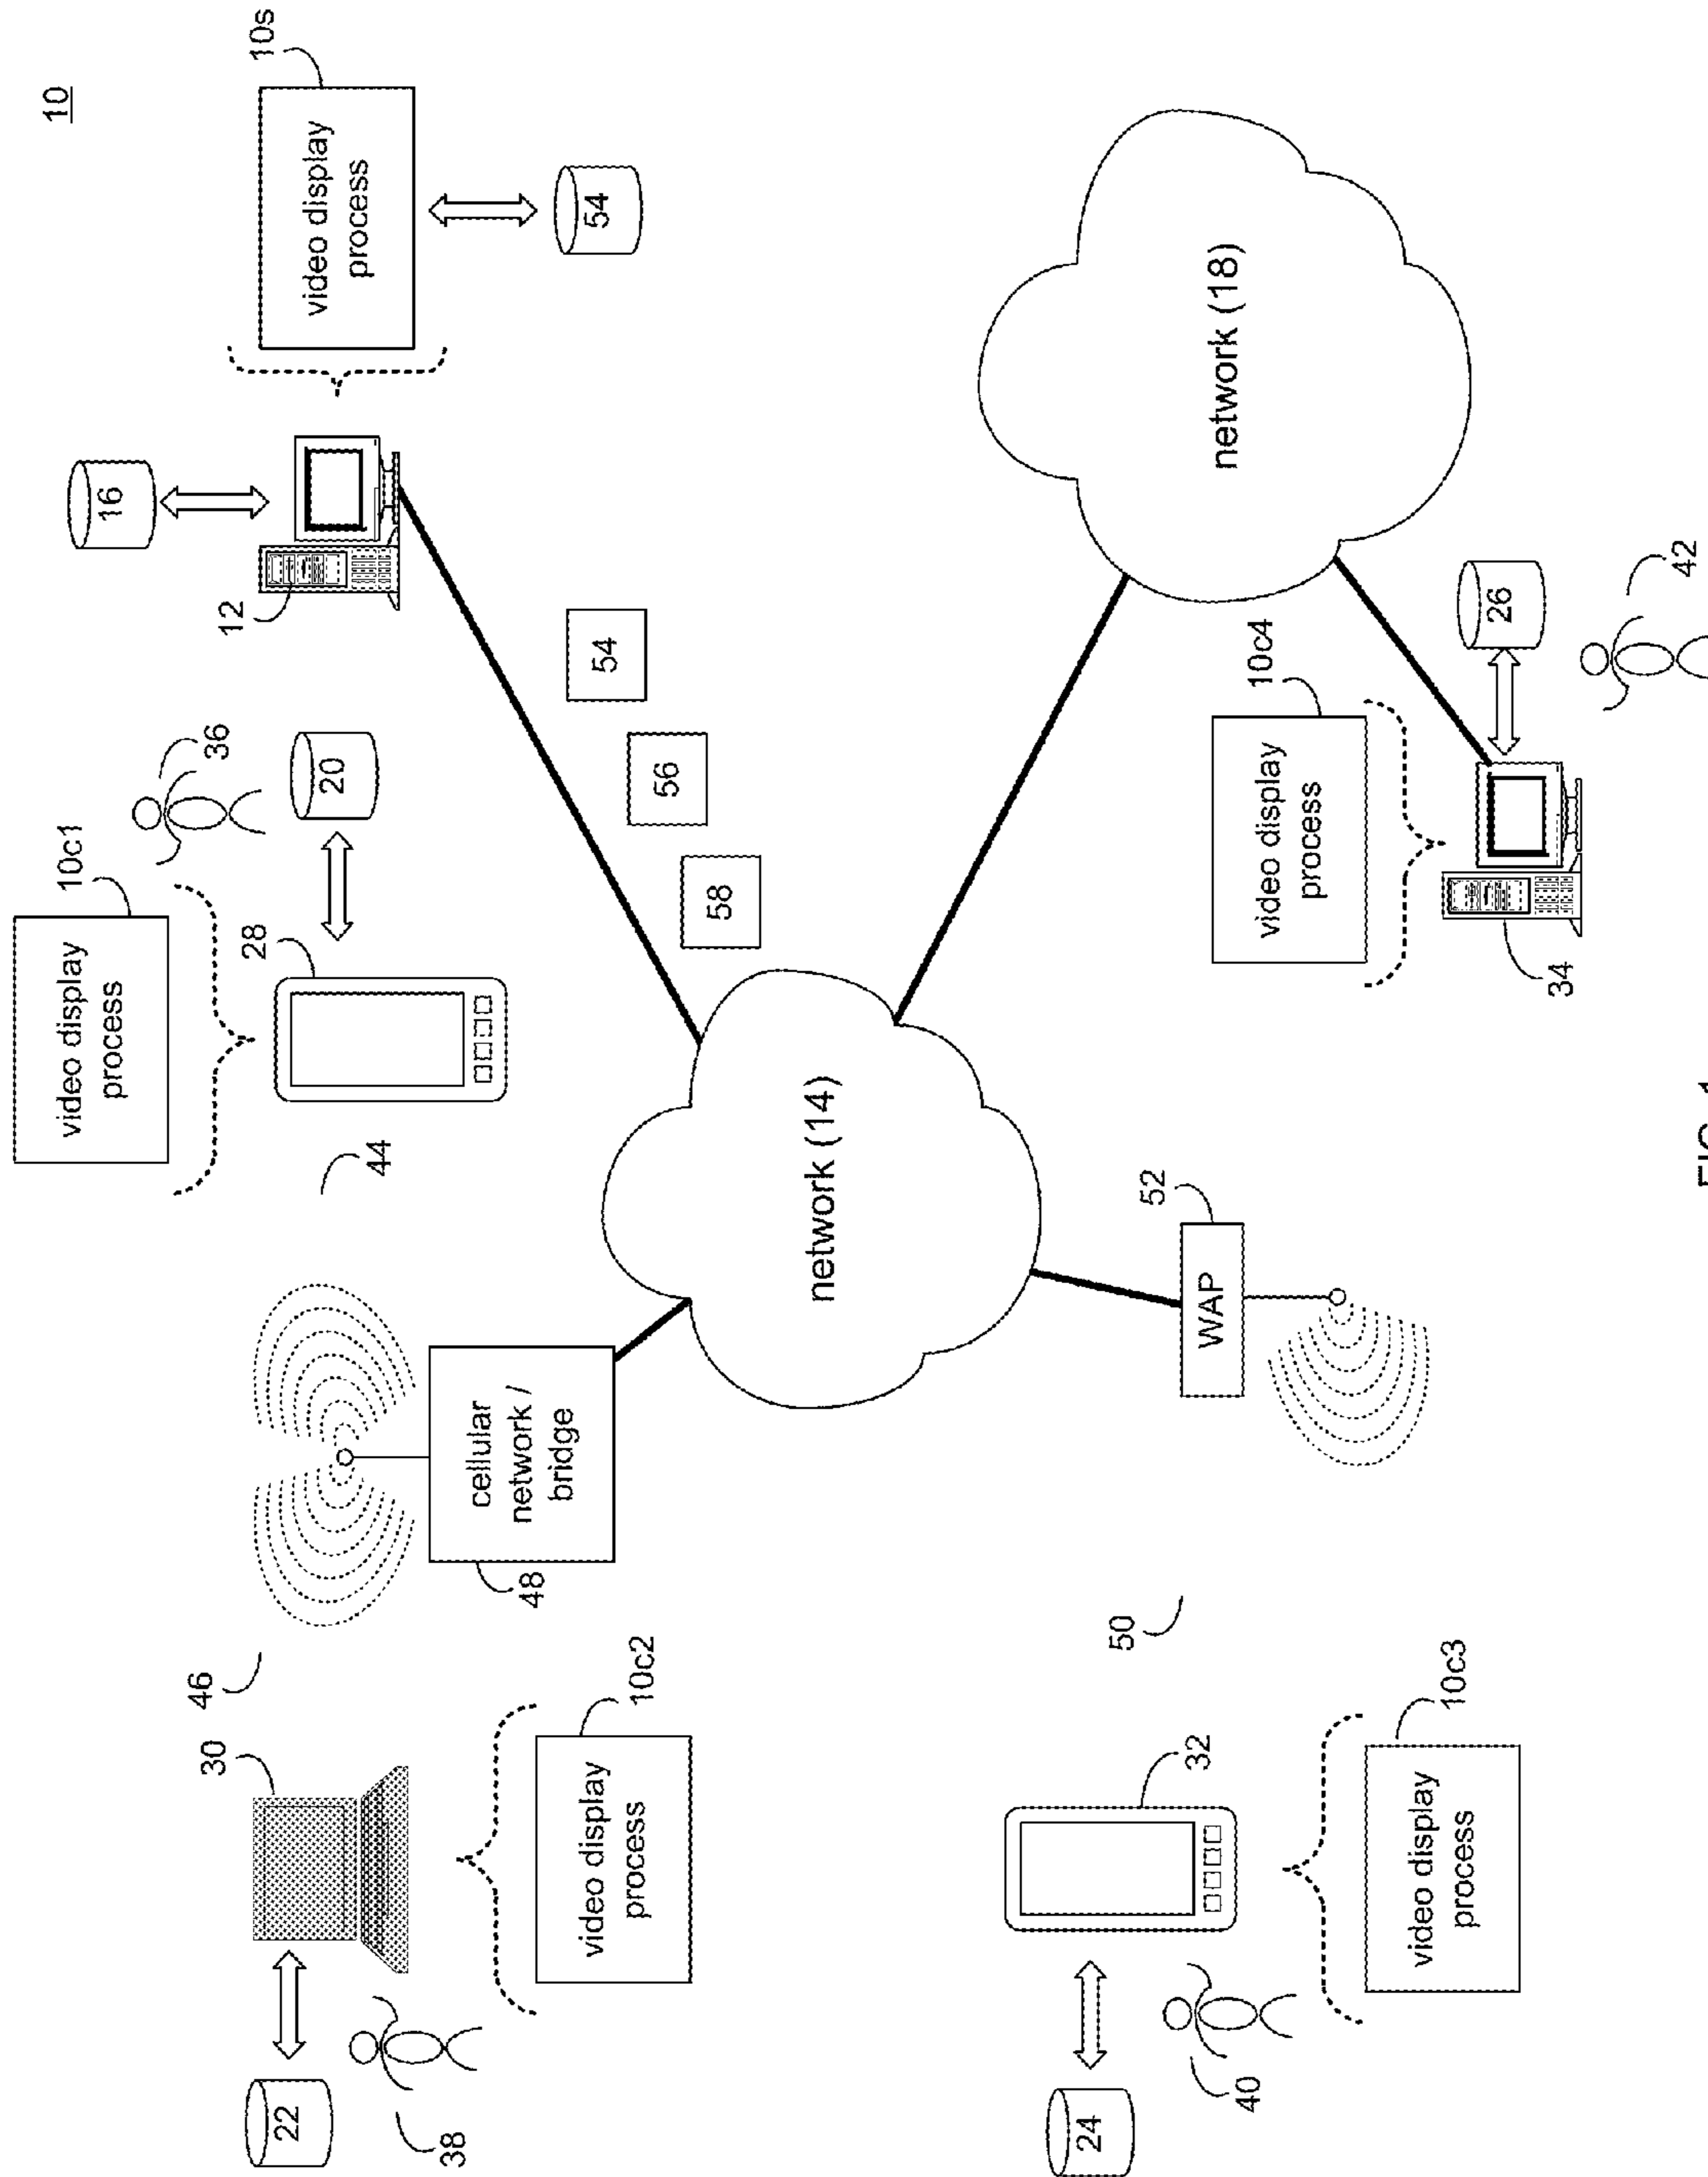 10
10c1
video display
process
16
10s
36
46
44
30
28
12
22
20
video display
process
38
48
cellular
network /
bridge
10c2
54
video display
process
54
56
58
network (14)
50
52
32
WAP
network (18)
24
40
10c4
video display
process
10c3
video display
process
26
34
42
FIG. 1